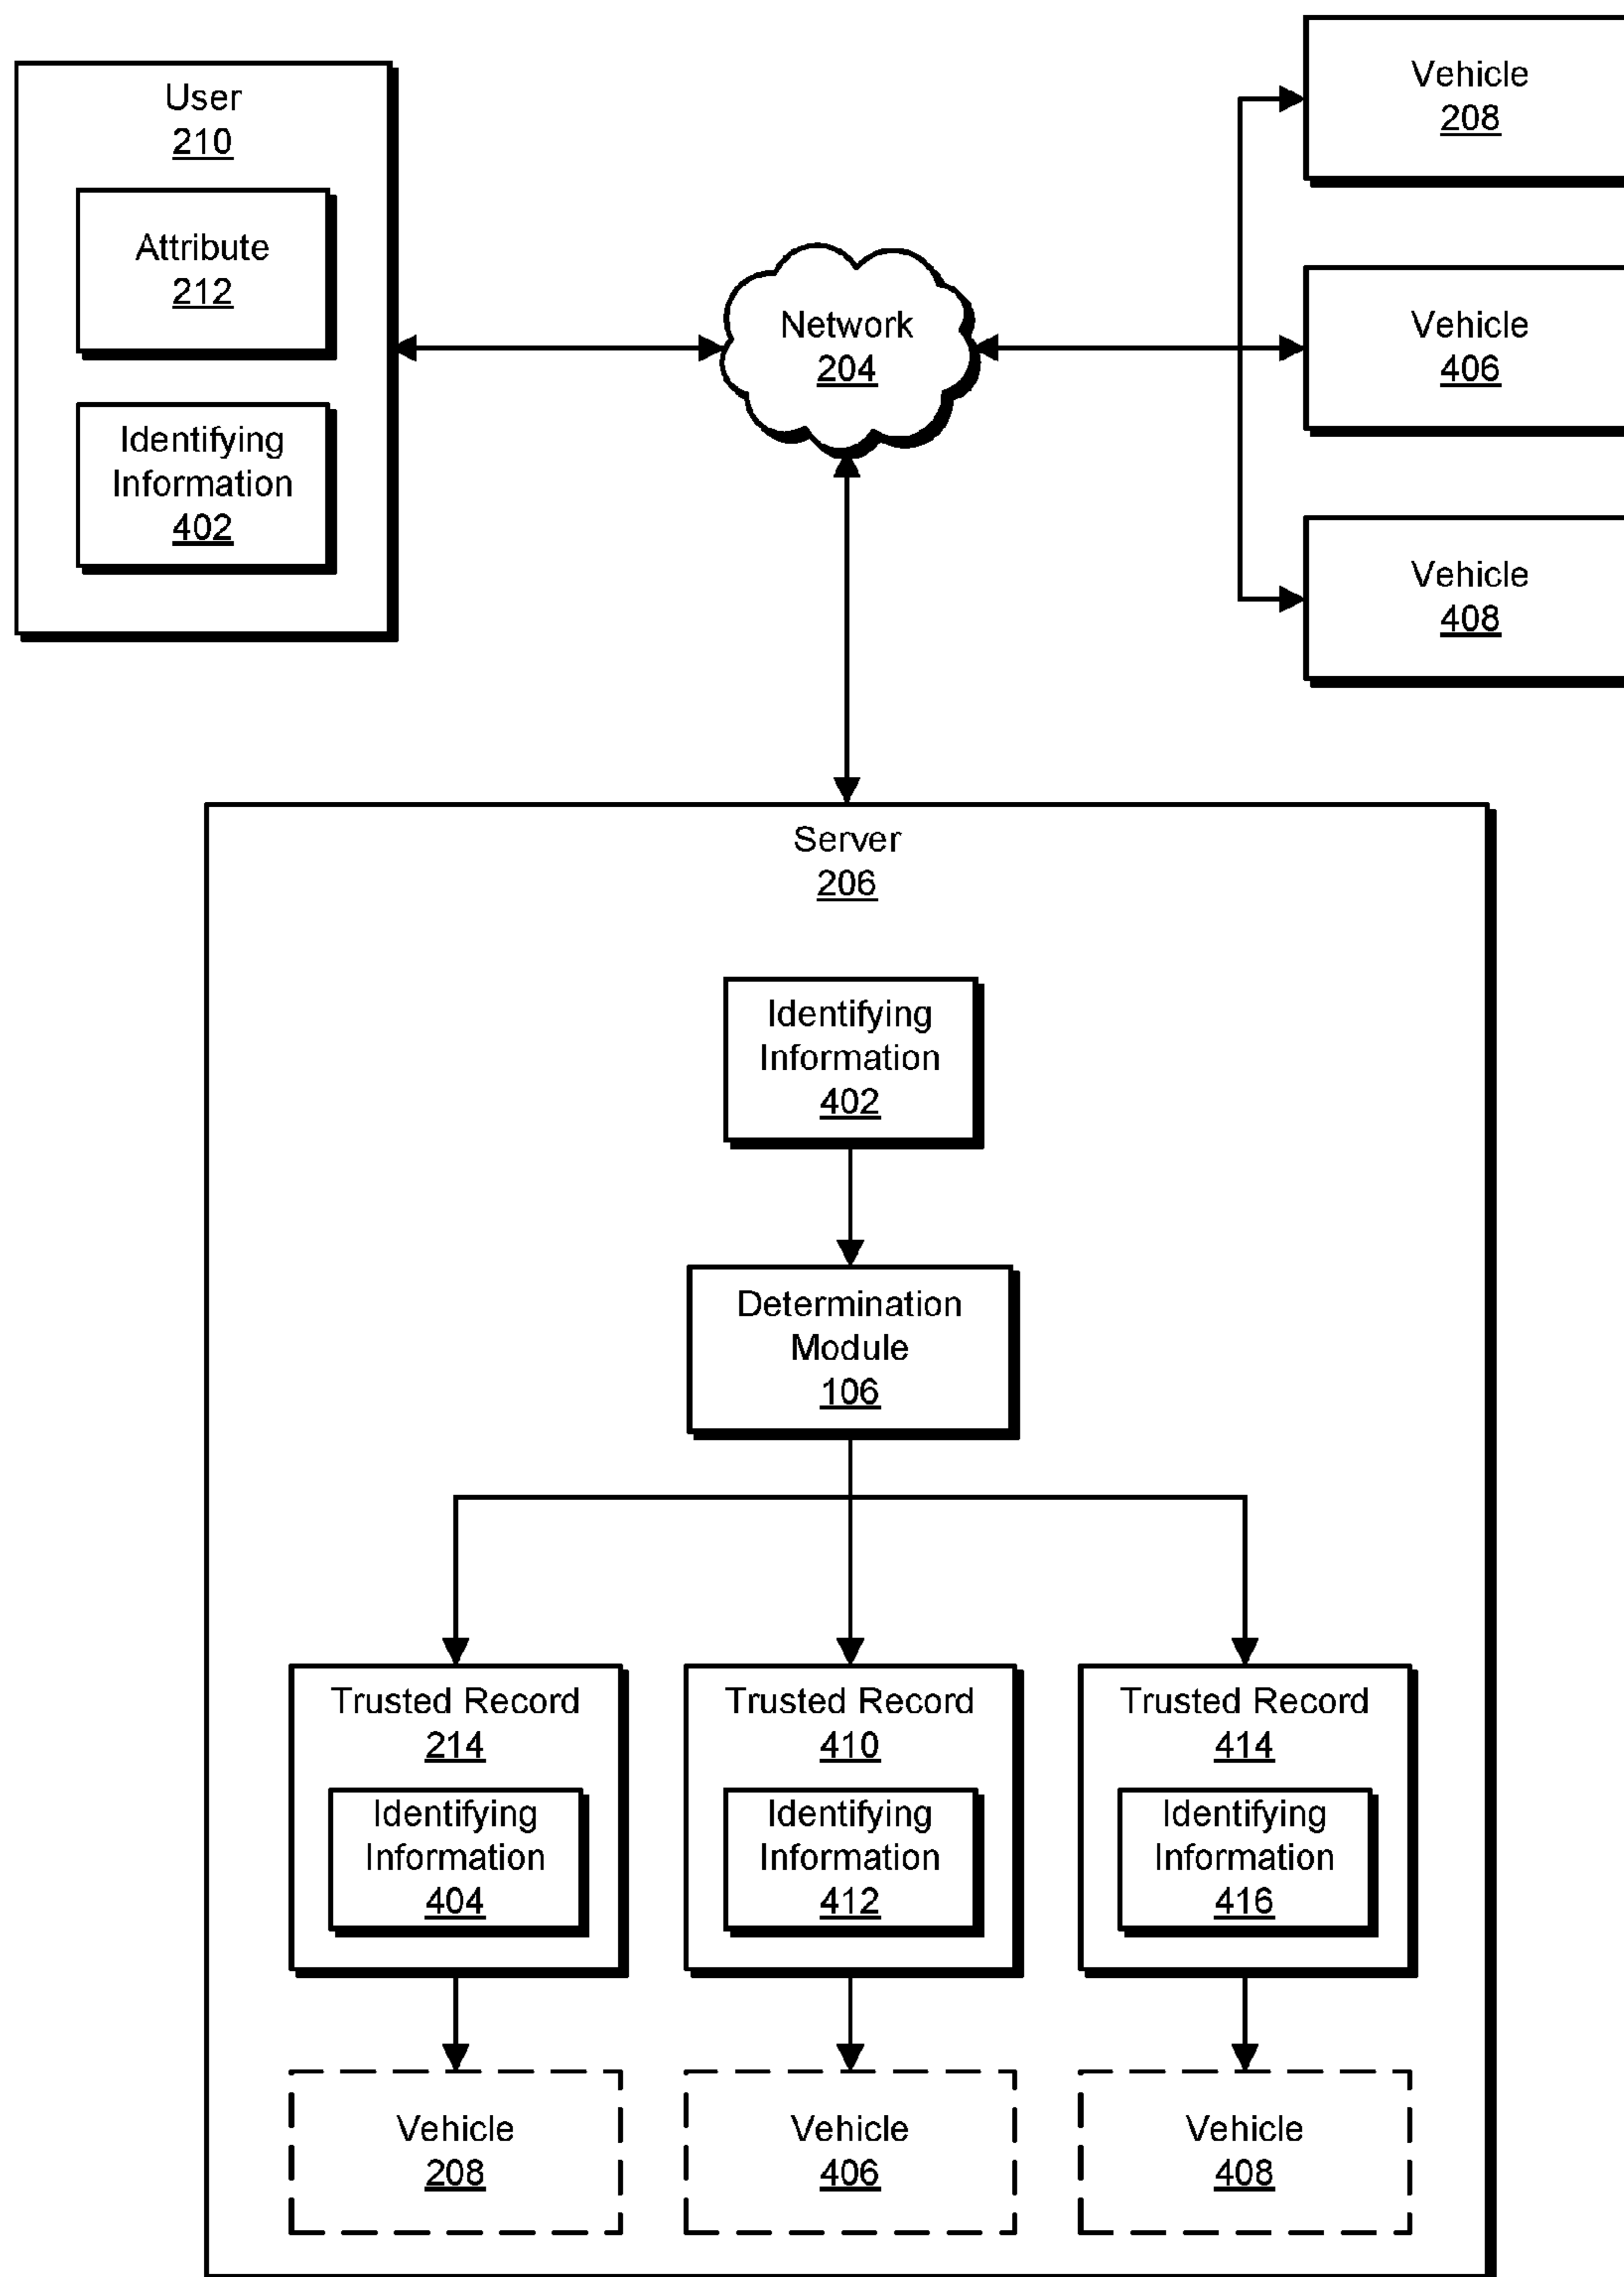 User
210
Attribute
212
Identifying
Information
402
Network
204
Vehicle
208
Vehicle
406
Vehicle
408
Server
206
Identifying
Information
402
Determination
Module
106
Trusted Record
214
Identifying
Information
404
Trusted Record
410
Identifying
Information
412
Trusted Record
414
Identifying
Information
416
Vehicle
208
Vehicle
406
Vehicle
408